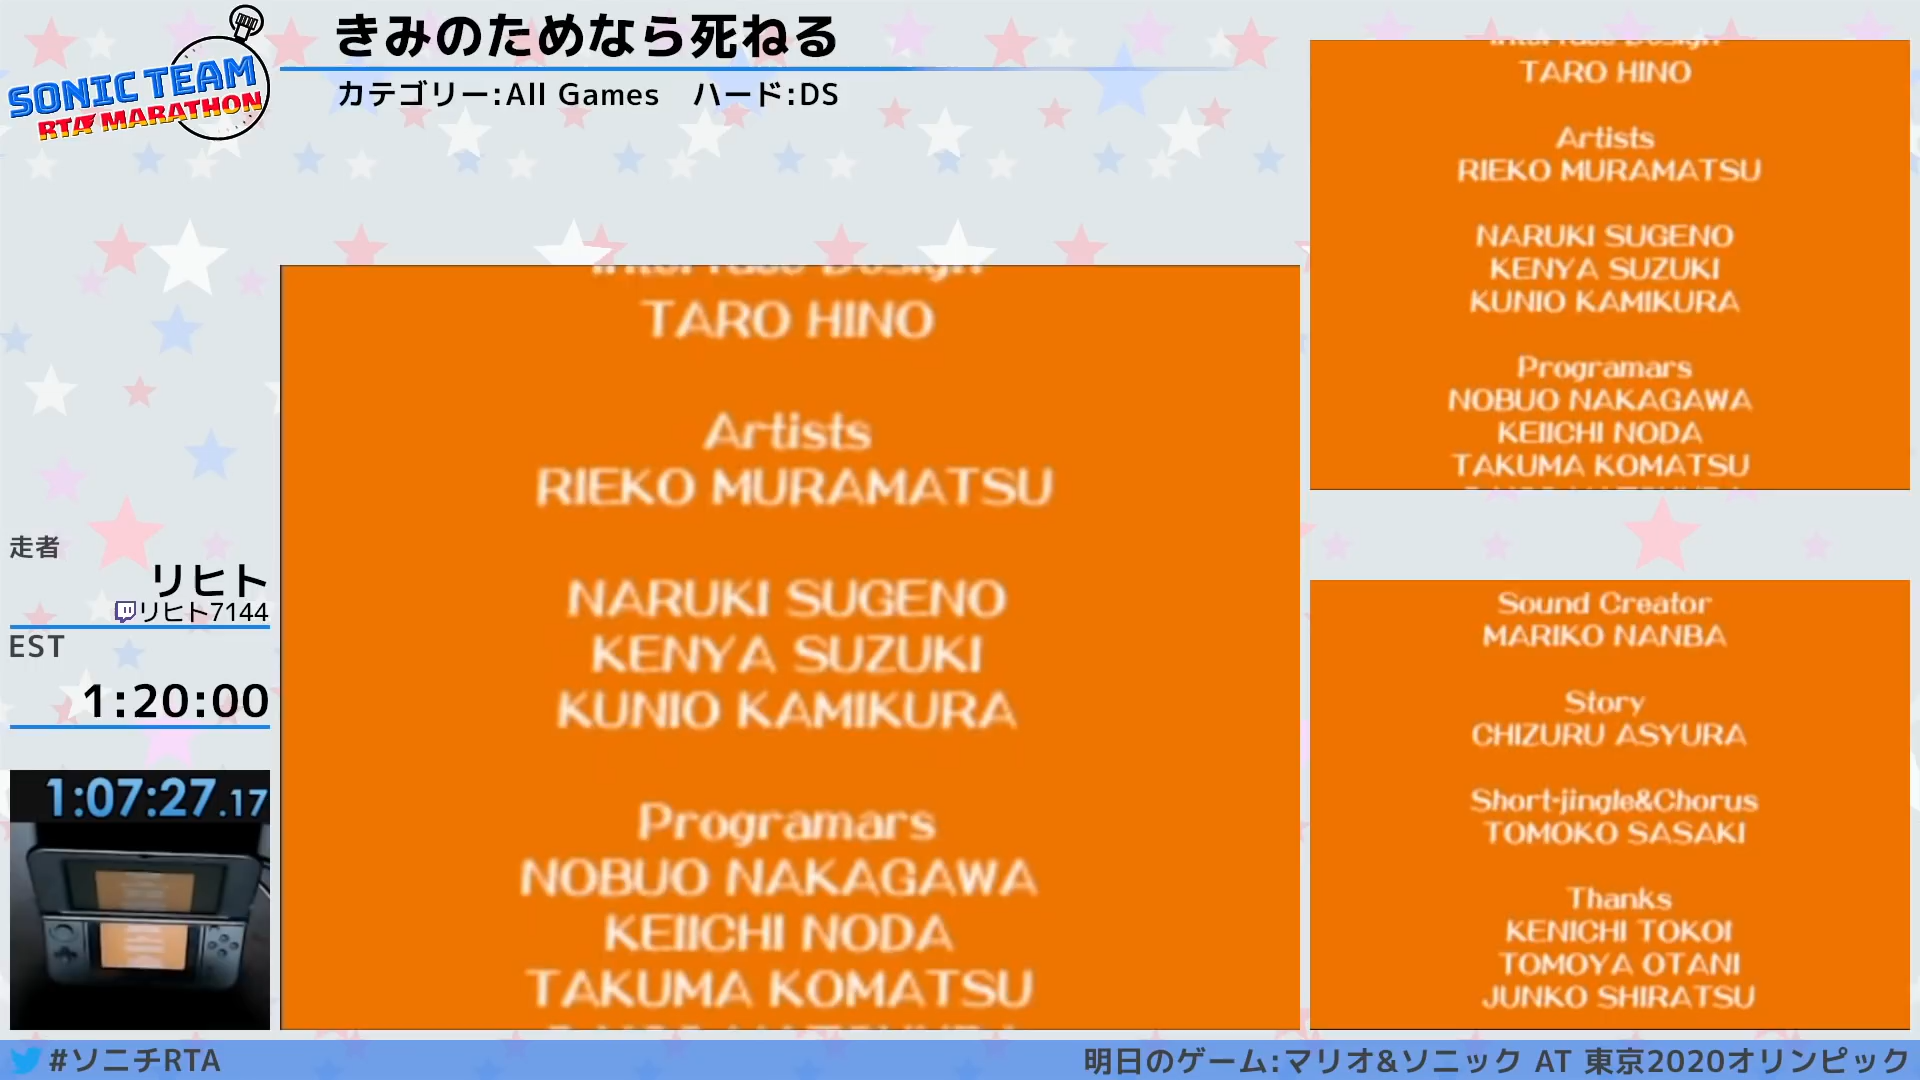 SONIC TEAM
RTA MARATHON
きみのためなら死ねる
カテゴリー:All Games ハード:DS
走者
リヒト
リヒト7144
EST
1:20:00
1:07:27.17
TARO HINO
Artists
RIEKO MURAMATSU
NARUKI SUGENO
KENYA SUZUKI
KUNIO KAMIKURA
Programars
NOBUO NAKAGAWA
KEIICHI NODA
TAKUMA KOMATSU
Interface Design
TARO HINO
Artists
RIEKO MURAMATSU
NARUKI SUGENO
KENYA SUZUKI
KUNIO KAMIKURA
Programars
NOBUO NAKAGAWA
KEIICHI NODA
TAKUMA KOMATSU
Sound Creator
MARIKO NANBA
Story
CHIZURU ASYURA
Short-jingle&Chorus
TOMOKO SASAKI
Thanks
KENICHI TOKOI
TOMOYA OTANI
JUNKO SHIRATSU
#ソニチRTA
明日のゲーム:マリオ&ソニック AT 東京2020オリンピック